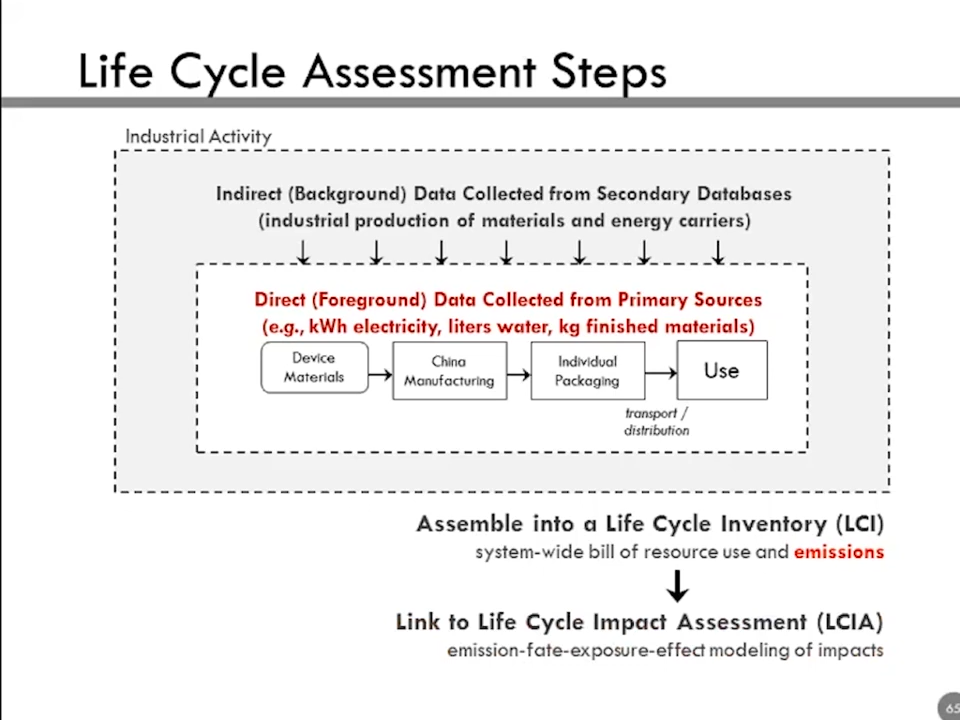 Life Cycle Assessment Steps
Industrial Activity
Indirect (Background) Data Collected from Secondary Databases
(industrial production of materials and energy carriers)
Direct (Foreground) Data Collected from Primary Sources
(e.g., kWh electricity, liters water, kg finished materials)
Device
Materials
China
Manufacturing
Individual
Packaging
Use
transport /
distribution
Assemble into a Life Cycle Inventory (LCI)
system-wide bill of resource use and emissions
Link to Life Cycle Impact Assessment (LCIA)
emission-fate-exposure-effect modeling of impacts
65